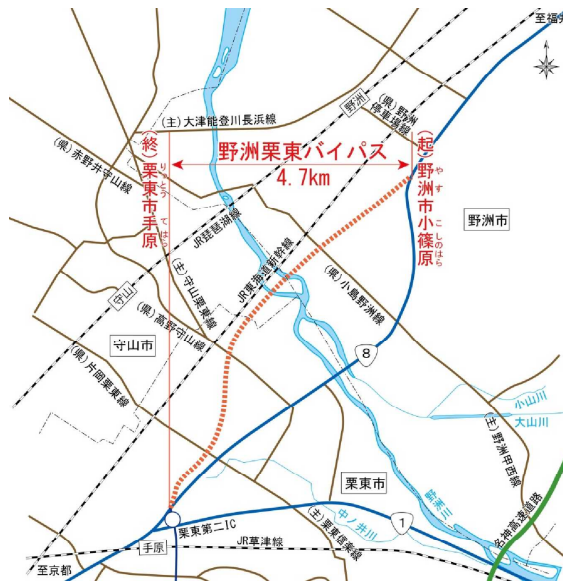 至福井
(主)大津能登川長浜線
野洲
(県)野洲停車場線
(県)赤野井守山線
野洲栗東バイパス
4.7km
(終)栗東市手原
りっとう てはら
(起)野洲市小篠原
やす こしのはら
野洲市
JR琵琶湖線
JR東海道新幹線
(主)守山栗東線
(県)小島野洲線
守山
(県)高野守山線
守山市
(県)片岡栗東線
8
小山川
大山川
(主)野洲甲西線
栗東市
野洲川
名神高速道路
中ノ井川
1
栗東第二IC
(主)栗東信楽線
手原
JR草津線
至京都